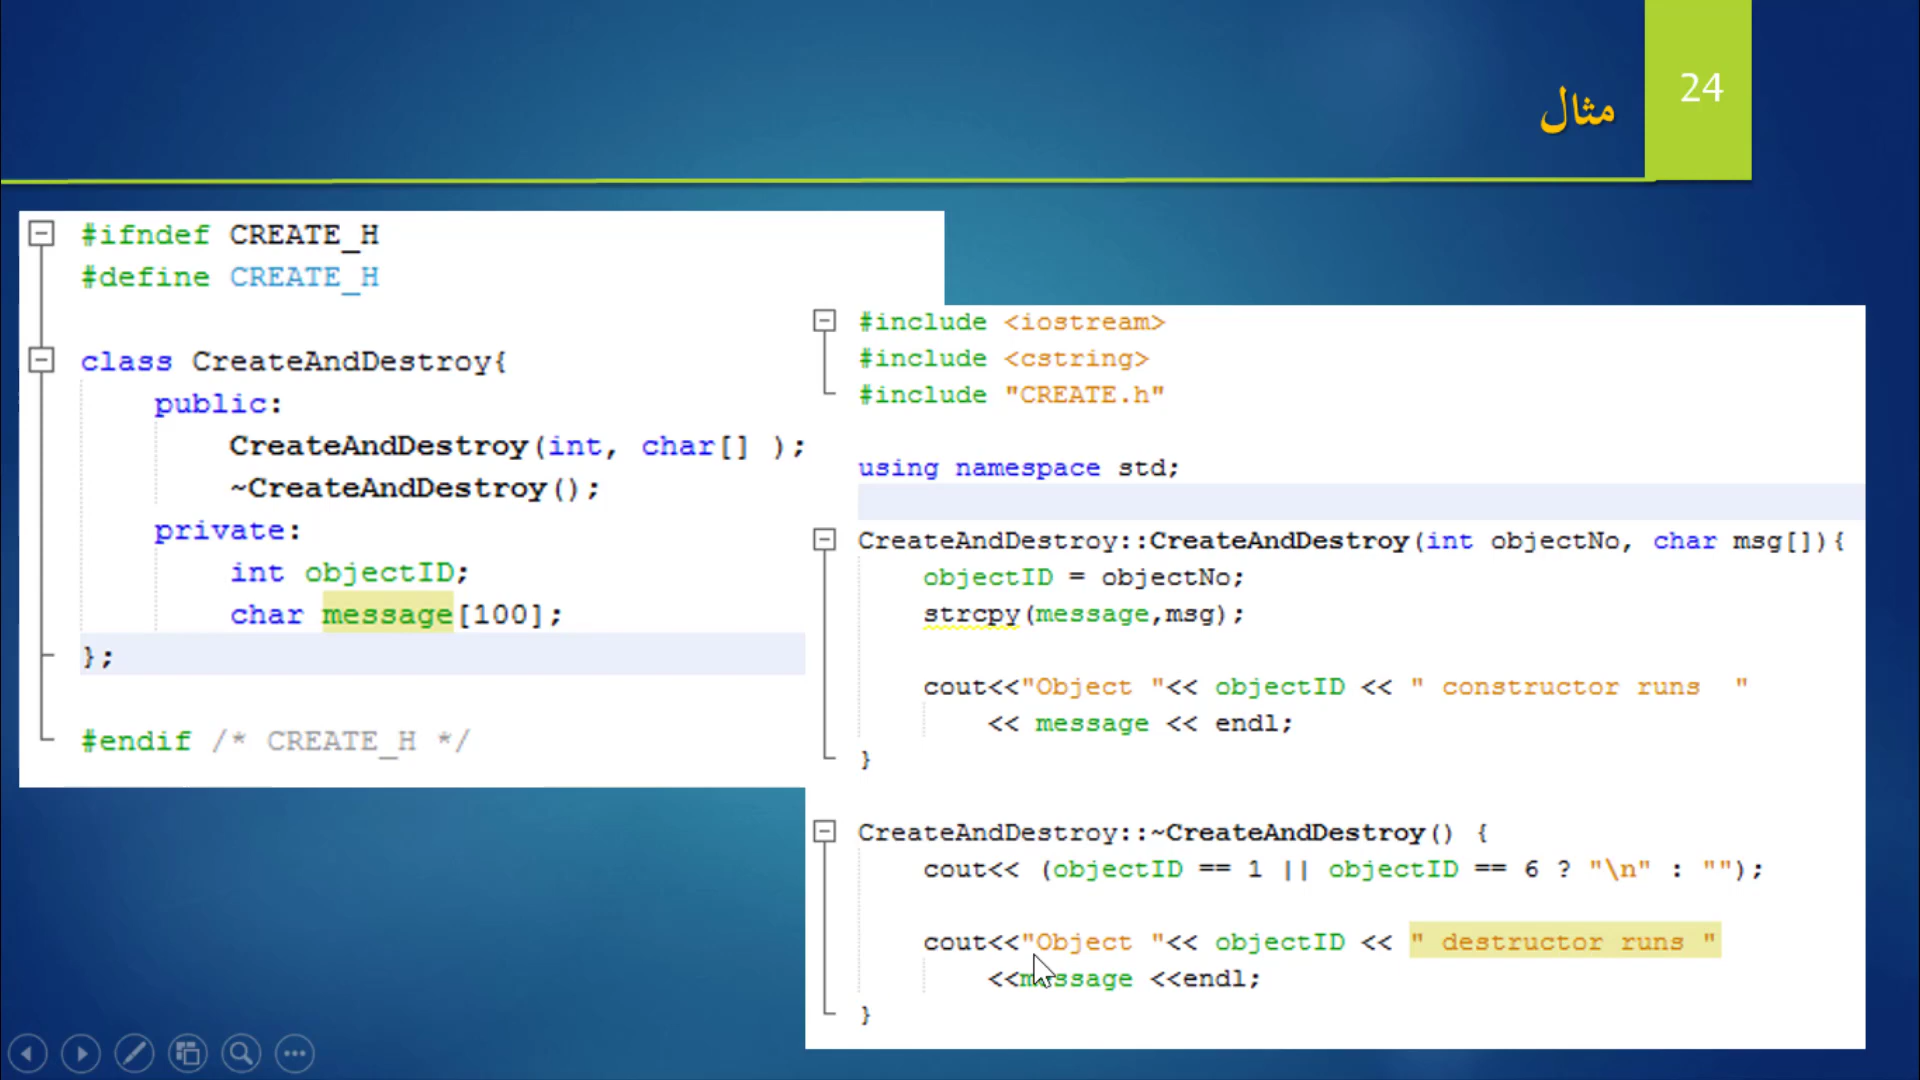 24
مثال
#ifndef CREATE_H
#define CREATE_H
class CreateAndDestroy{
public:
CreateAndDestroy(int, char[] );
~CreateAndDestroy();
private:
int objectID;
char message[100];
};
#endif /* CREATE_H */
#include <iostream>
#include <cstring>
#include "CREATE.h"
using namespace std;
CreateAndDestroy::CreateAndDestroy(int objectNo, char msg[]){
objectID = objectNo;
strcpy(message,msg);
cout<<"Object "<< objectID << " constructor runs  "
<< message << endl;
}
CreateAndDestroy::~CreateAndDestroy() {
cout<< (objectID == 1 || objectID == 6 ? "\n" : "");
cout<<"Object "<< objectID << " destructor runs "
<<message <<endl;
}